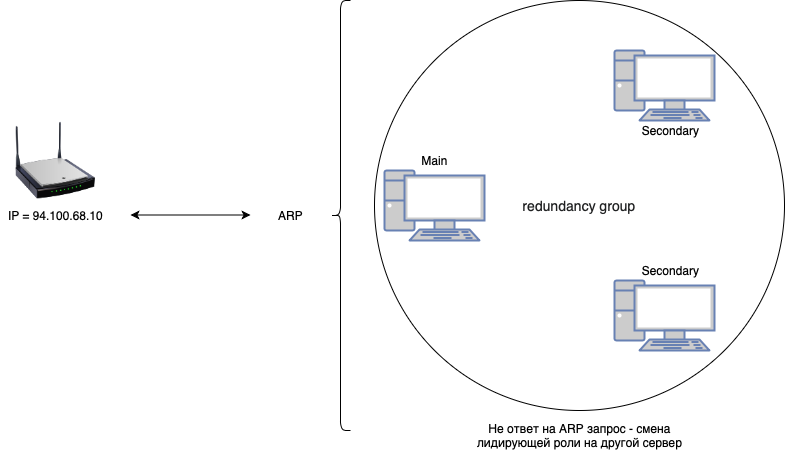 Secondary
Main
redundancy group
IP = 94.100.68.10
ARP
Secondary
Не ответ на ARP запрос - смена
лидирующей роли на другой сервер